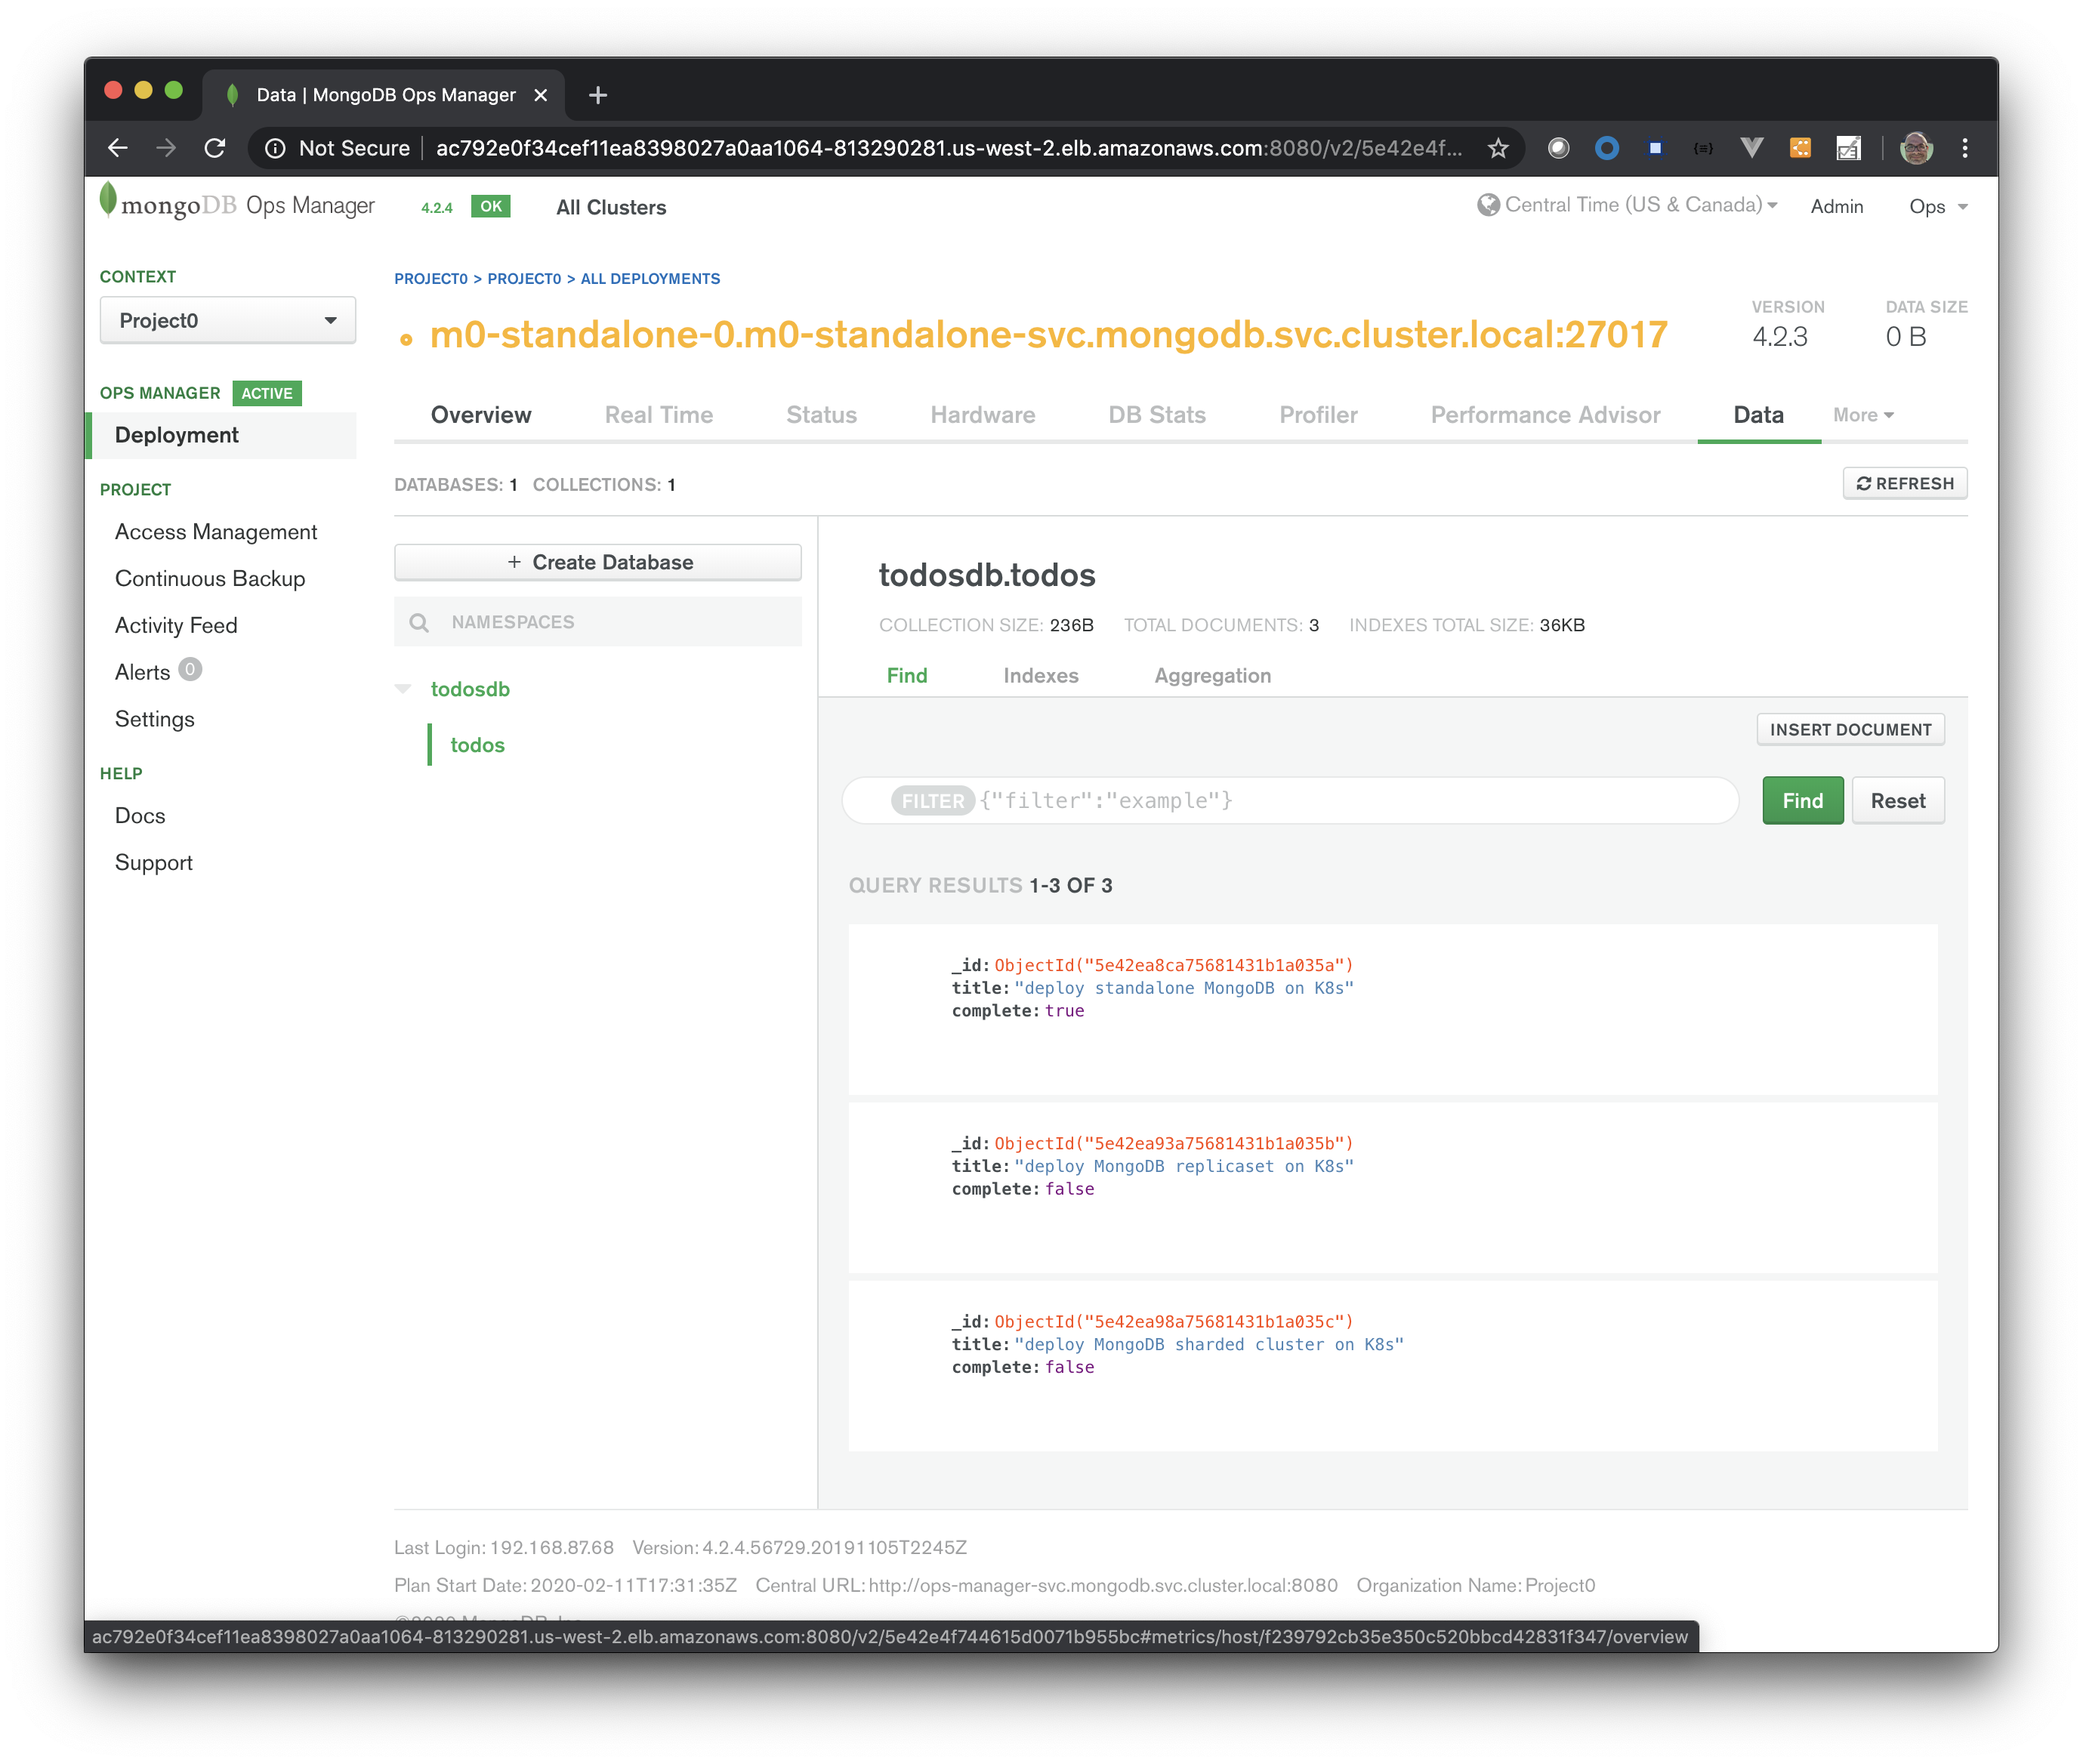 Data | MongoDB Ops Manager
Not Secure | ac792e0f34cef11ea8398027a0aa1064-813290281.us-west-2.elb.amazonaws.com:8080/v2/5e42e4f...
mongoDB Ops Manager 4.2.4 OK All Clusters Central Time (US & Canada) Admin Ops
CONTEXT
Project0
OPS MANAGER ACTIVE
Deployment
PROJECT
Access Management
Continuous Backup
Activity Feed
Alerts 0
Settings
HELP
Docs
Support
PROJECT0 > PROJECT0 > ALL DEPLOYMENTS
m0-standalone-0.m0-standalone-svc.mongodb.svc.cluster.local:27017
VERSION
4.2.3
DATA SIZE
0 B
Overview Real Time Status Hardware DB Stats Profiler Performance Advisor Data More
DATABASES: 1 COLLECTIONS: 1
REFRESH
+ Create Database
NAMESPACES
todosdb
todos
todosdb.todos
COLLECTION SIZE: 236B TOTAL DOCUMENTS: 3 INDEXES TOTAL SIZE: 36KB
Find Indexes Aggregation
INSERT DOCUMENT
FILTER {"filter":"example"}
Find Reset
QUERY RESULTS 1-3 OF 3
_id: ObjectId("5e42ea8ca75681431b1a035a")
title: "deploy standalone MongoDB on K8s"
complete: true
_id: ObjectId("5e42ea93a75681431b1a035b")
title: "deploy MongoDB replicaset on K8s"
complete: false
_id: ObjectId("5e42ea98a75681431b1a035c")
title: "deploy MongoDB sharded cluster on K8s"
complete: false
Last Login: 192.168.87.68 Version: 4.2.4.56729.20191105T2245Z
Plan Start Date: 2020-02-11T17:31:35Z Central URL: http://ops-manager-svc.mongodb.svc.cluster.local:8080 Organization Name: Project0
©2020 MongoDB, Inc.
ac792e0f34cef11ea8398027a0aa1064-813290281.us-west-2.elb.amazonaws.com:8080/v2/5e42e4f744615d0071b955bc#metrics/host/f239792cb35e350c520bbcd42831f347/overview